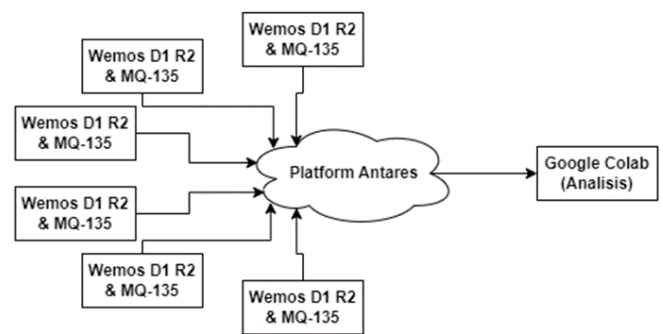 Wemos D1 R2
& MQ-135
Wemos D1 R2
& MQ-135
Wemos D1 R2
& MQ-135
Platform Antares
Google Colab
(Analisis)
Wemos D1 R2
& MQ-135
Wemos D1 R2
& MQ-135
Wemos D1 R2
& MQ-135